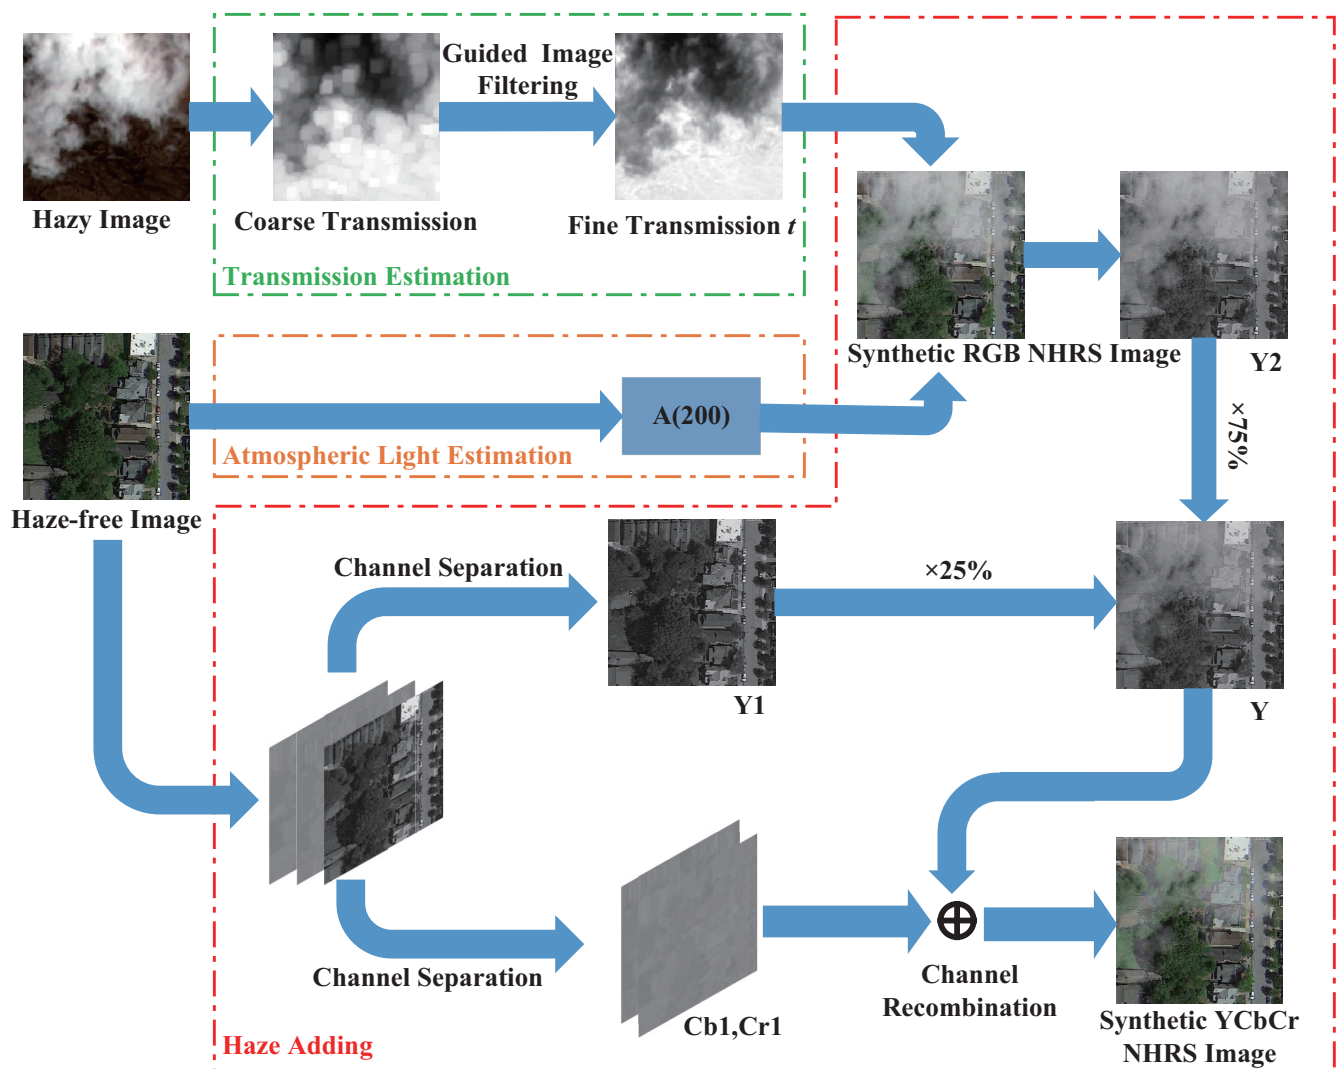 Guided Image
Filtering
Hazy Image
Coarse Transmission
Fine Transmission t
Transmission Estimation
Synthetic RGB NHRS Image
Y2
A(200)
×75%
Atmospheric Light Estimation
Haze-free Image
Channel Separation
×25%
Y1
Y
Channel Separation
Cb1,Cr1
Channel
Recombination
Synthetic YCbCr
NHRS Image
Haze Adding